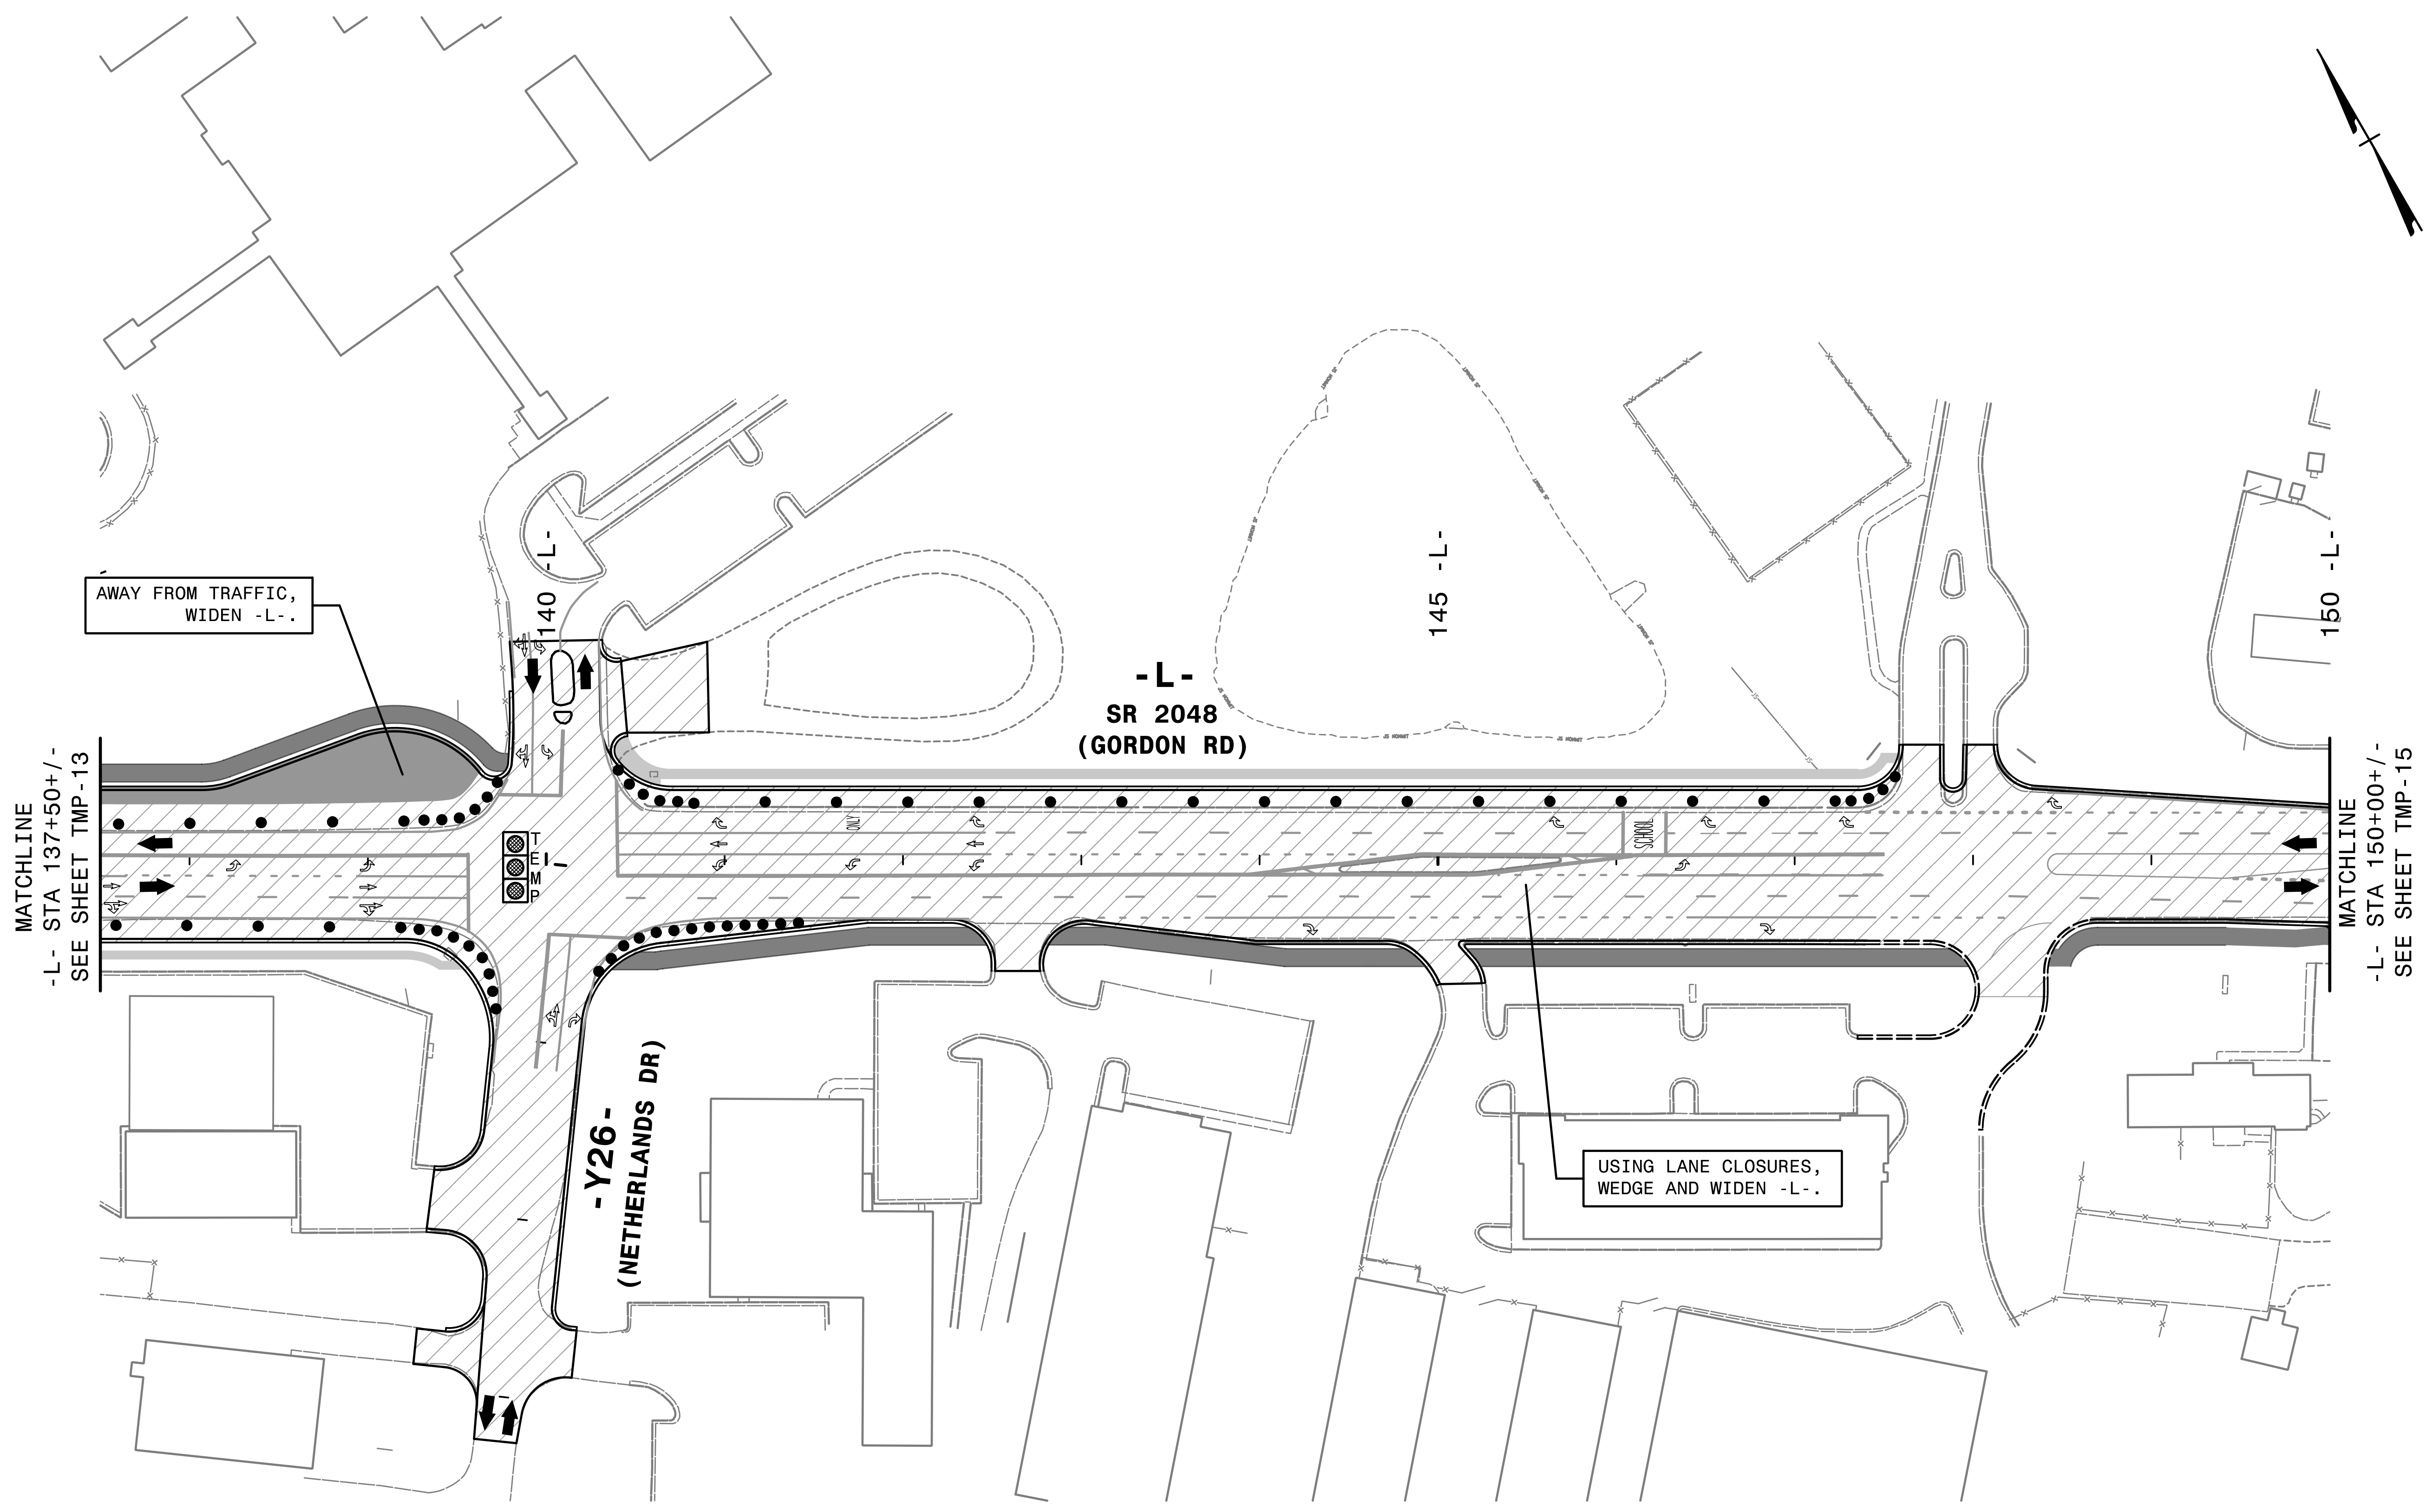 AWAY FROM TRAFFIC,
WIDEN -L-.
140 -L-
145 -L-
150 -L-
-L-
SR 2048
(GORDON RD)
MATCHLINE
-L- STA 137+50+/-
SEE SHEET TMP-13
TEMP
ONLY
SCHOOL
MATCHLINE
-L- STA 150+00+/-
SEE SHEET TMP-15
-Y26-
(NETHERLANDS DR)
USING LANE CLOSURES,
WEDGE AND WIDEN -L-.